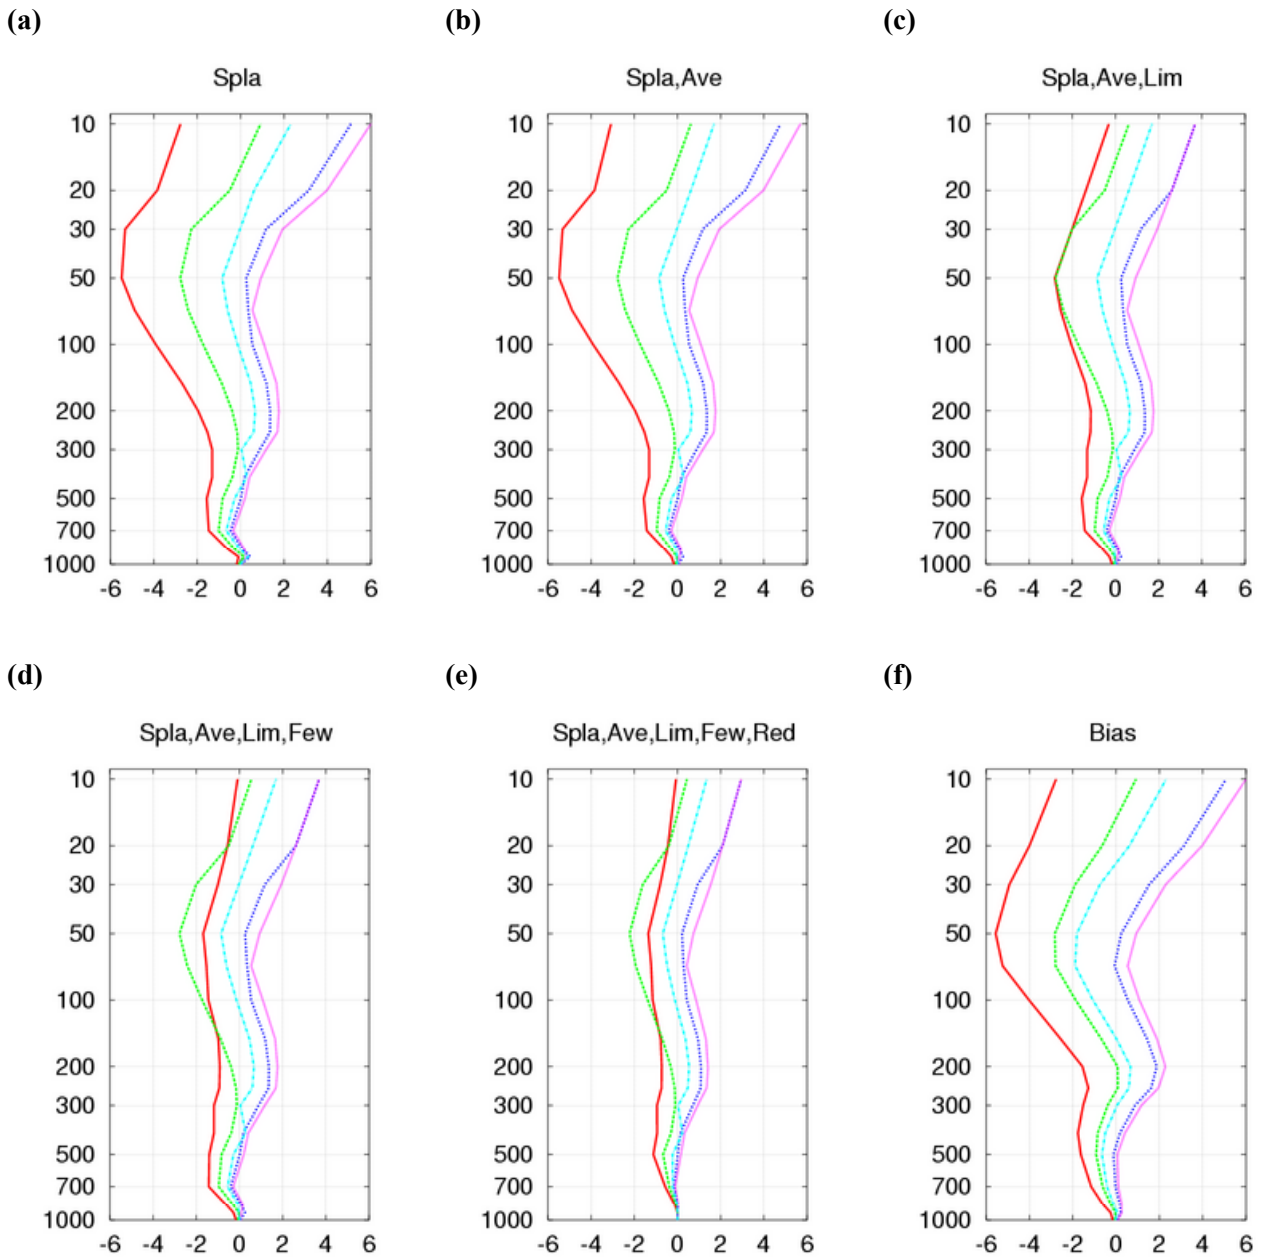 (a) (b) (c)
Spla Spla,Ave Spla,Ave,Lim
10 10 10
20 20 20
30 30 30
50 50 50
100 100 100
200 200 200
300 300 300
500 500 500
700 700 700
1000 1000 1000
-6 -4 -2 0 2 4 6 -6 -4 -2 0 2 4 6 -6 -4 -2 0 2 4 6
(d) (e) (f)
Spla,Ave,Lim,Few Spla,Ave,Lim,Few,Red Bias
10 10 10
20 20 20
30 30 30
50 50 50
100 100 100
200 200 200
300 300 300
500 500 500
700 700 700
1000 1000 1000
-6 -4 -2 0 2 4 6 -6 -4 -2 0 2 4 6 -6 -4 -2 0 2 4 6